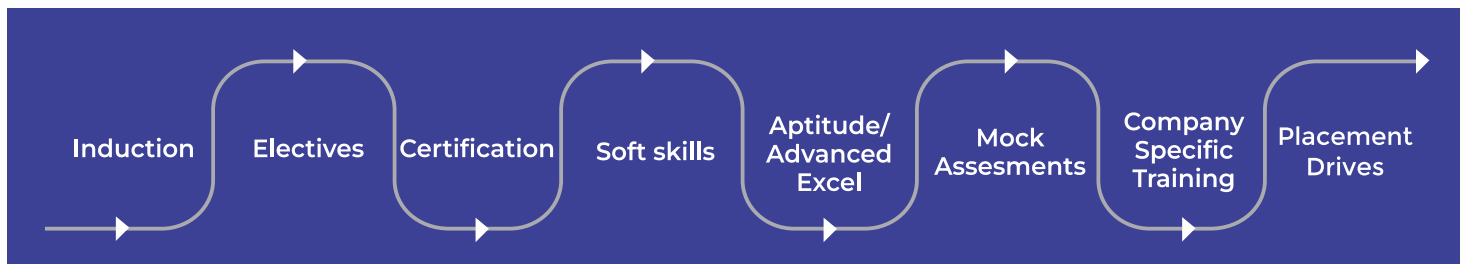 Induction
Electives
Certification
Soft skills
Aptitude/
Advanced
Excel
Mock
Assesments
Company
Specific
Training
Placement
Drives